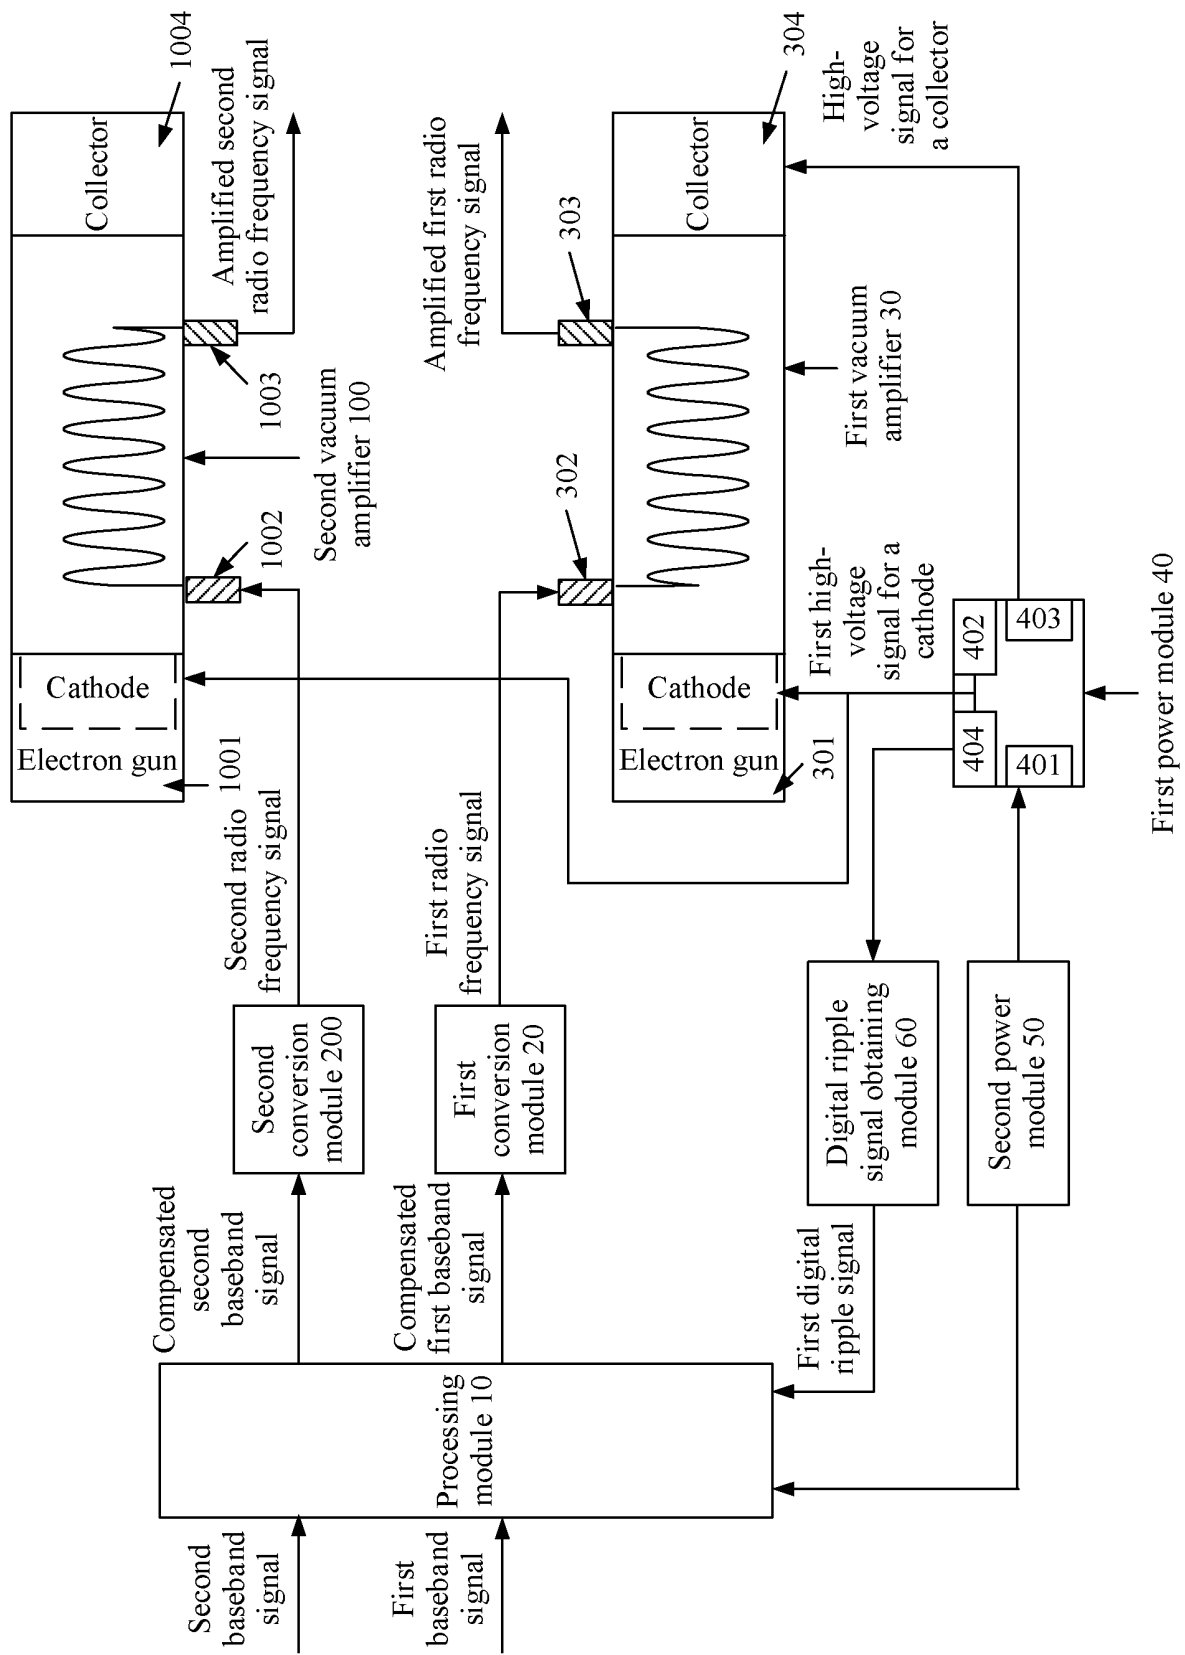 Second
baseband
signal
First
baseband
signal
Processing
module 10
Compensated
second
baseband
signal
Compensated
first baseband
signal
First digital
ripple signal
Second
conversion
module 200
First
conversion
module 20
Digital ripple
signal obtaining
module 60
Second power
module 50
Second radio
frequency signal
First radio
frequency signal
Electron gun
Cathode
1001
1002
Second vacuum
amplifier 100
1003
Collector
1004
Amplified second
radio frequency signal
Electron gun
Cathode
301
302
303
Amplified first radio
frequency signal
First vacuum
amplifier 30
Collector
304
First high-
voltage
signal for a
cathode
High-
voltage
signal for
a collector
404
402
401
403
First power module 40